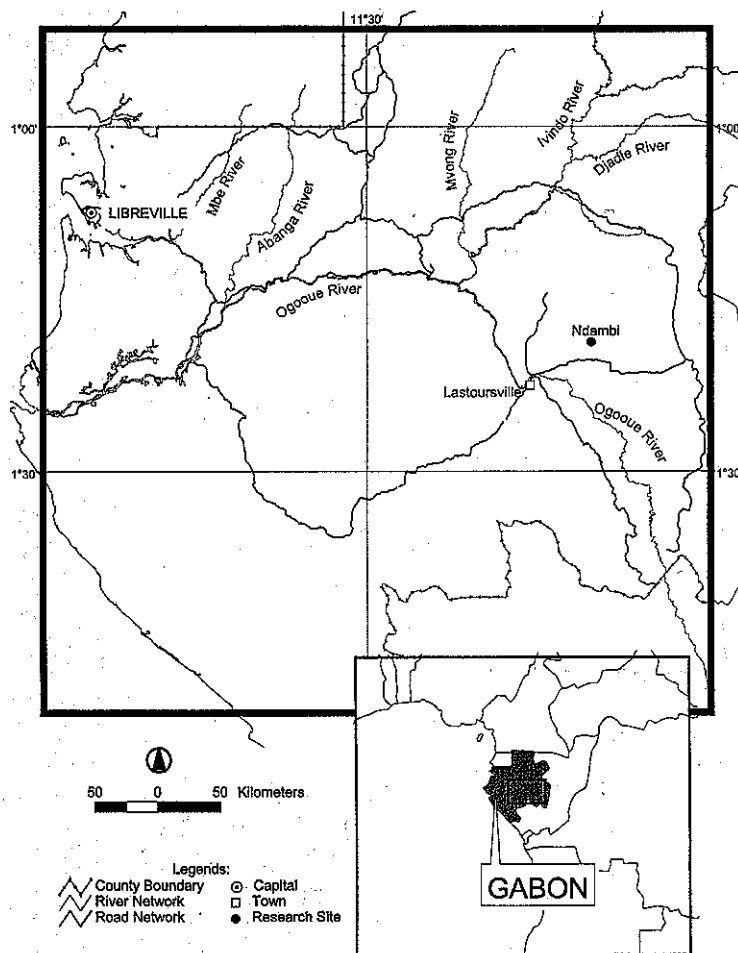 11°30'
1°00'
1°00'
Mvong River
Ivindo River
Djadie River
Mbe River
Abanga River
LIBREVILLE
Ogooue River
Ndambi
Lastoursville
Ogooue River
1°30'
1°30'
50 0 50 Kilometers
Legends:
County Boundary
Capital
River Network
Town
Road Network
Research Site
GABON